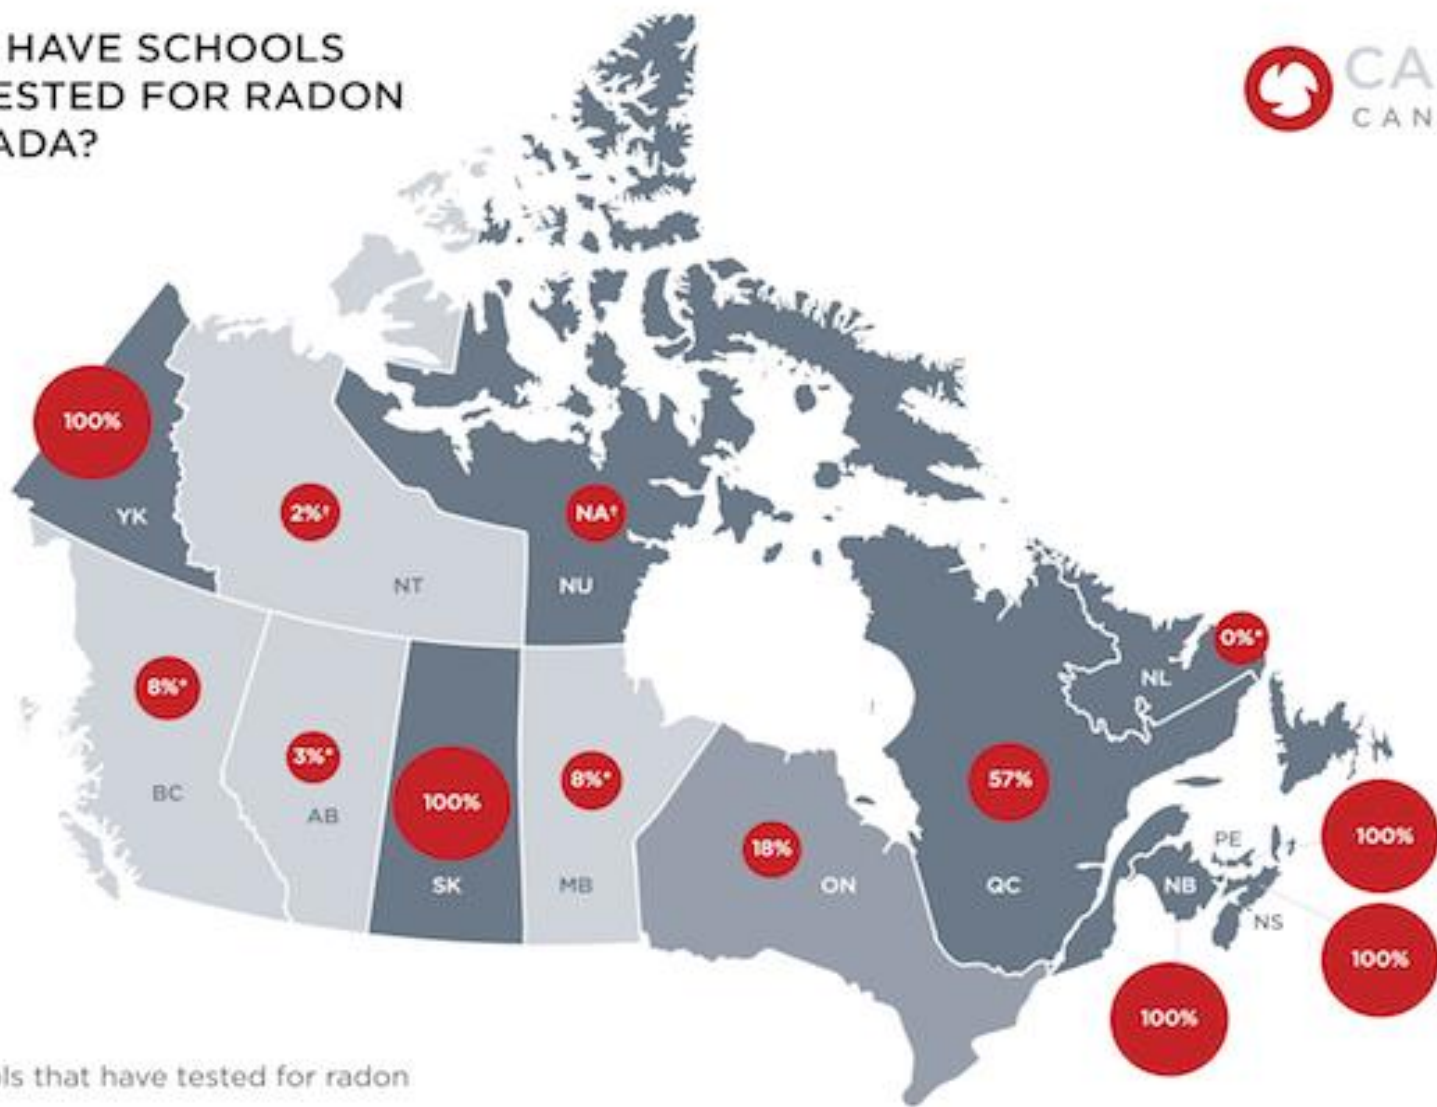 HAVE SCHOOLS
ESTED FOR RADON
ADA?
CA
CAN
100%
YK
2%†
NT
NA†
NU
0%*
NL
8%*
BC
3%*
AB
100%
SK
8%*
MB
18%
ON
57%
QC
PE
100%
NB
NS
100%
100%
ls that have tested for radon